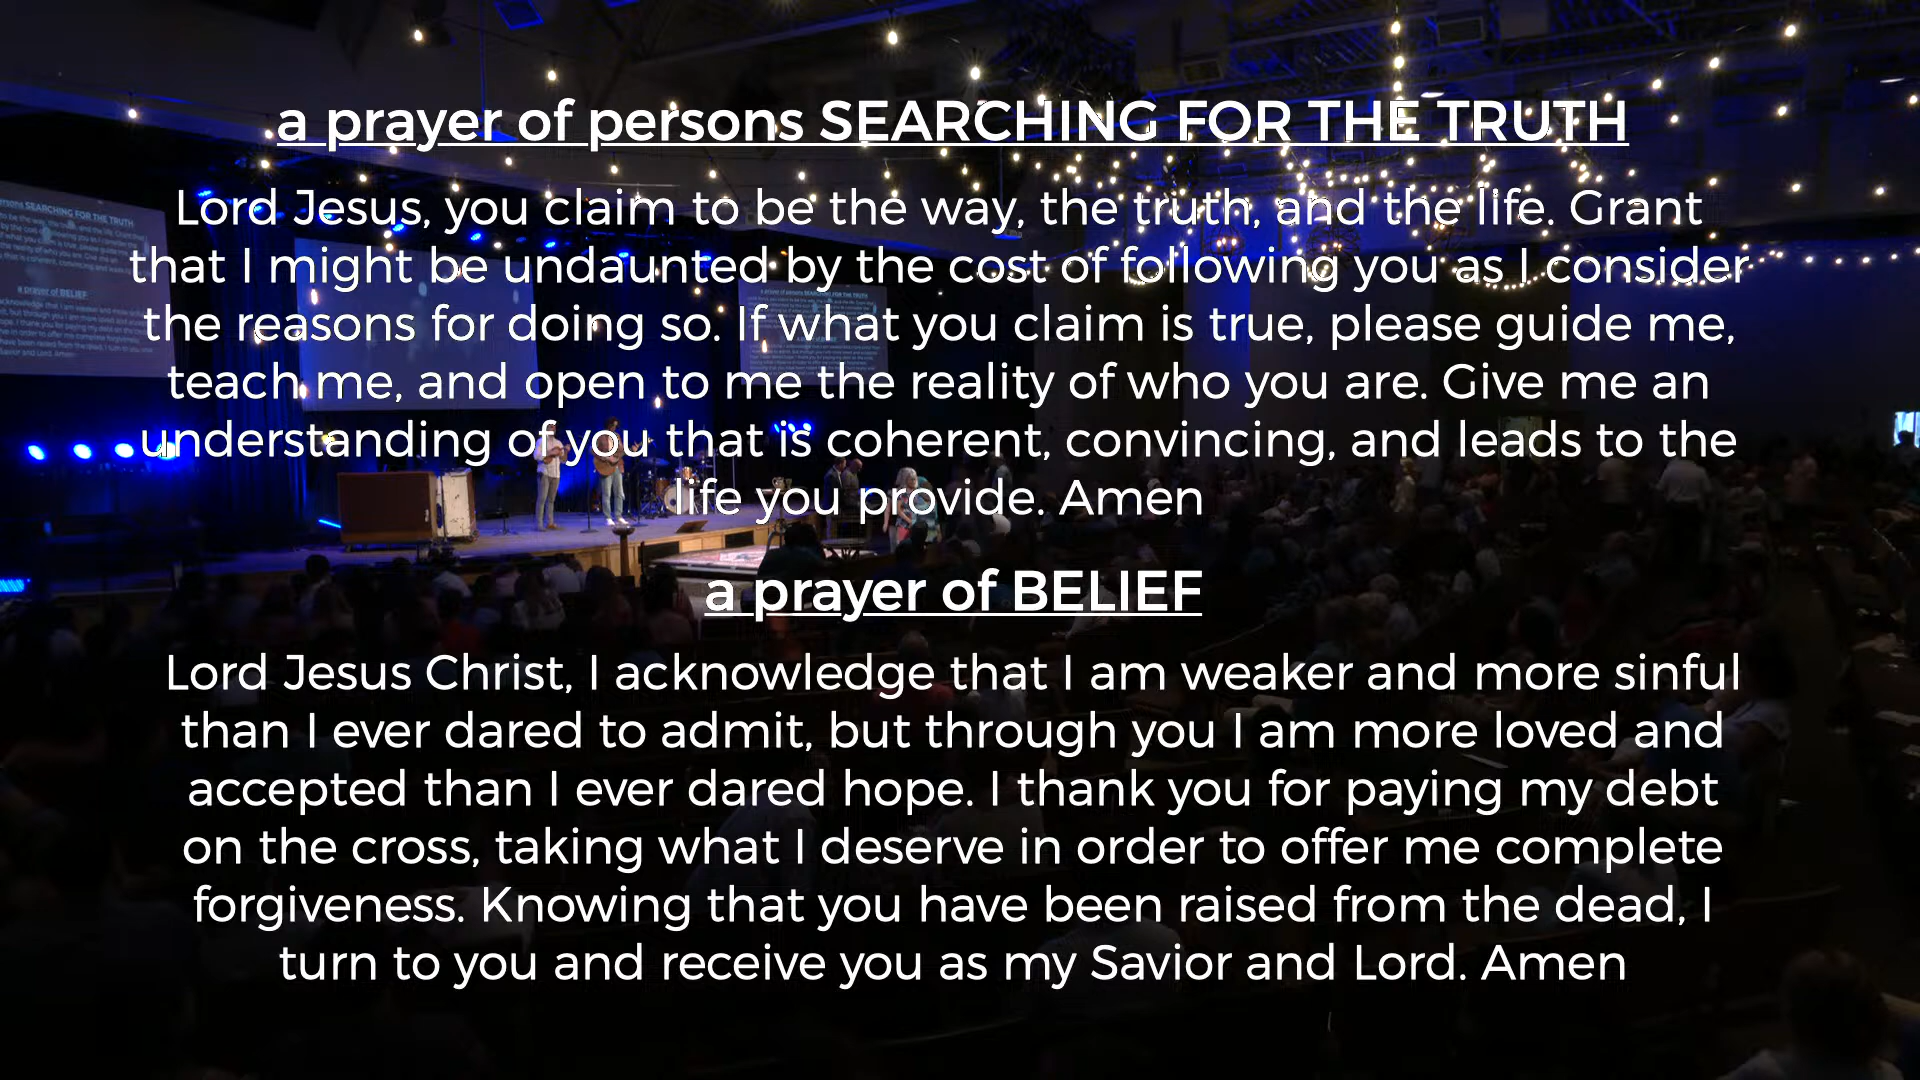 a prayer of persons SEARCHING FOR THE TRUTH
Lord Jesus, you claim to be the way, the truth, and the life. Grant
that I might be undaunted by the cost of following you as I consider
the reasons for doing so. If what you claim is true, please guide me,
teach me, and open to me the reality of who you are. Give me an
understanding of you that is coherent, convincing, and leads to the
life you provide. Amen
a prayer of BELIEF
Lord Jesus Christ, I acknowledge that I am weaker and more sinful
than I ever dared to admit, but through you I am more loved and
accepted than I ever dared hope. I thank you for paying my debt
on the cross, taking what I deserve in order to offer me complete
forgiveness. Knowing that you have been raised from the dead, I
turn to you and receive you as my Savior and Lord. Amen